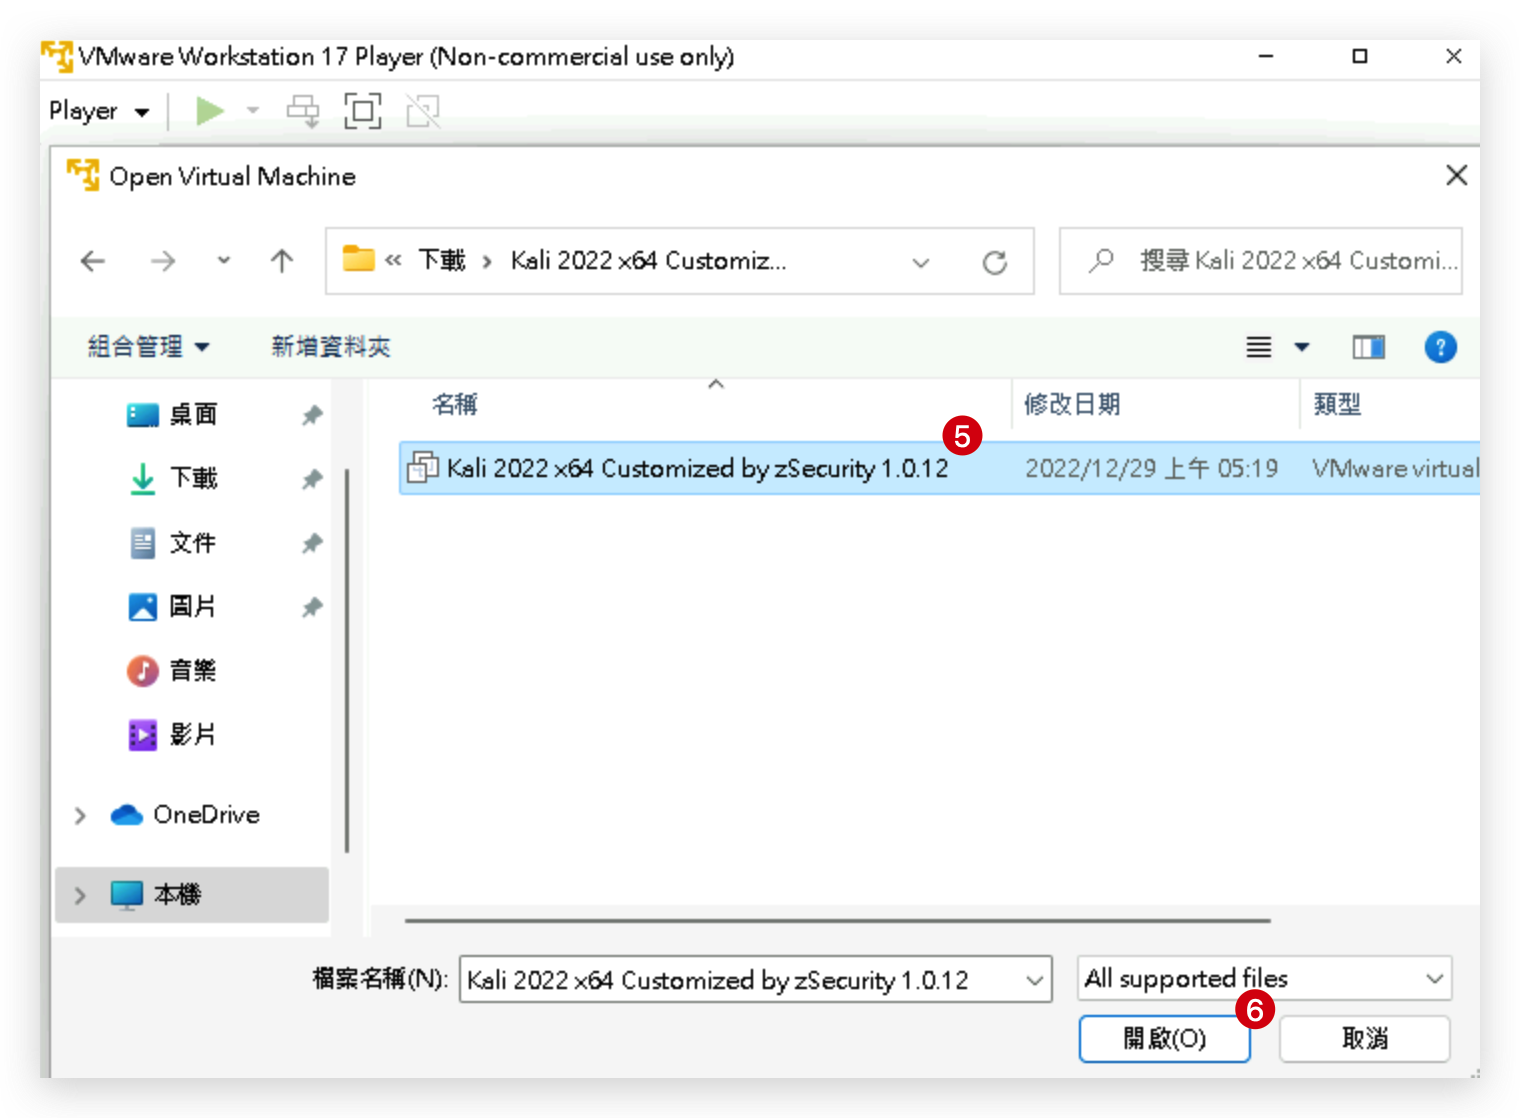 VMware Workstation 17 Player (Non-commercial use only)
Player
Open Virtual Machine
« 下載 › Kali 2022 x64 Customiz...
搜尋 Kali 2022 x64 Customi...
組合管理 新增資料夾
?
名稱 修改日期 類型
5
Kali 2022 x64 Customized by zSecurity 1.0.12 2022/12/29 上午 05:19 VMware virtual
桌面
下載
文件
圖片
音樂
影片
OneDrive
本機
檔案名稱(N): Kali 2022 x64 Customized by zSecurity 1.0.12 All supported files
6
開啟(O) 取消